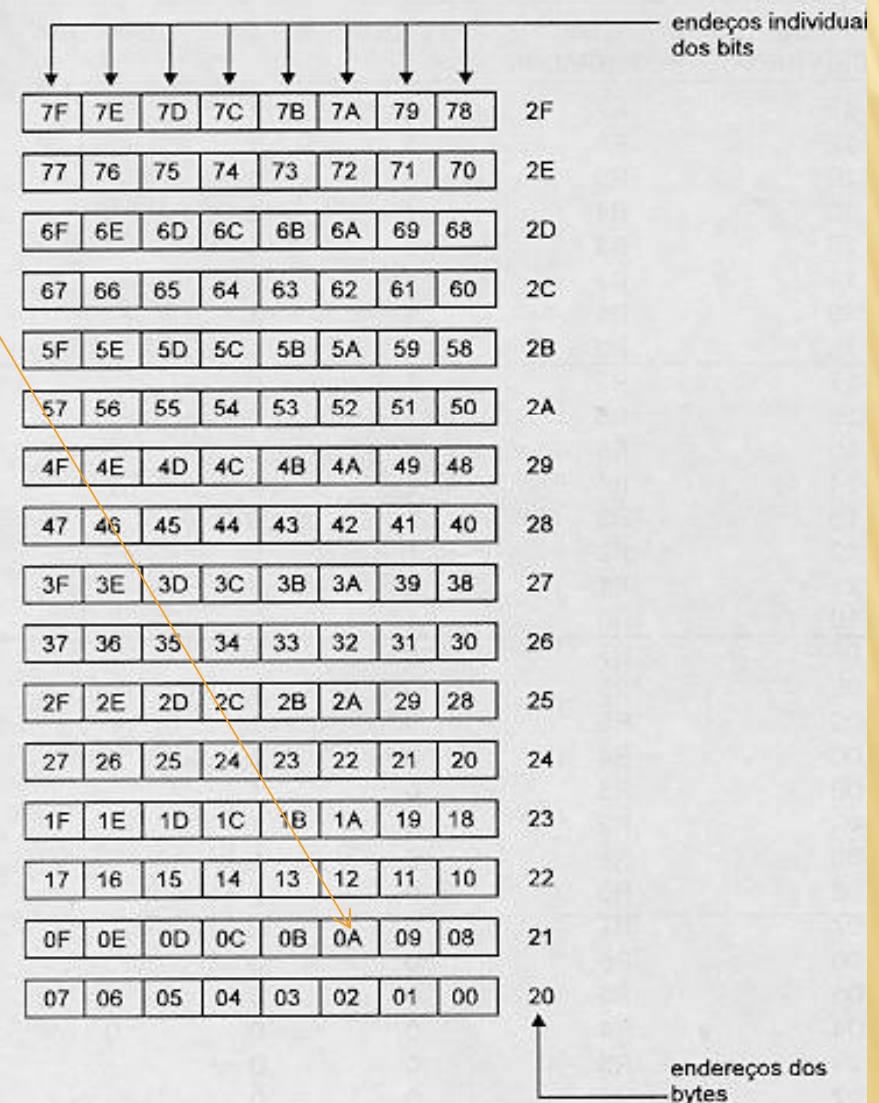 endeços individuai
dos bits
7F 7E 7D 7C 7B 7A 79 78 2F
77 76 75 74 73 72 71 70 2E
6F 6E 6D 6C 6B 6A 69 68 2D
67 66 65 64 63 62 61 60 2C
5F 5E 5D 5C 5B 5A 59 58 2B
57 56 55 54 53 52 51 50 2A
4F 4E 4D 4C 4B 4A 49 48 29
47 46 45 44 43 42 41 40 28
3F 3E 3D 3C 3B 3A 39 38 27
37 36 35 34 33 32 31 30 26
2F 2E 2D 2C 2B 2A 29 28 25
27 26 25 24 23 22 21 20 24
1F 1E 1D 1C 1B 1A 19 18 23
17 16 15 14 13 12 11 10 22
0F 0E 0D 0C 0B 0A 09 08 21
07 06 05 04 03 02 01 00 20
endereços dos
bytes